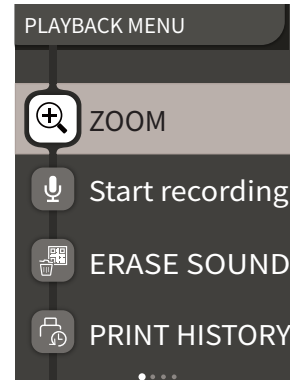 PLAYBACK MENU
ZOOM
Start recording
ERASE SOUND
PRINT HISTORY